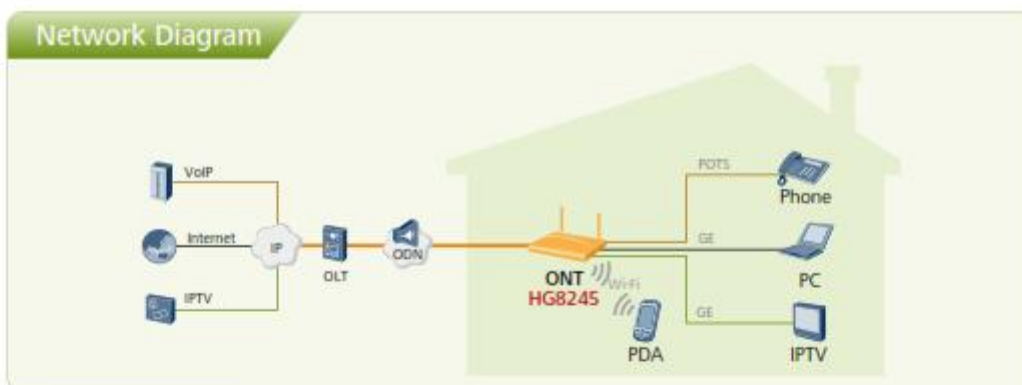 Network Diagram
VoIP
Internet
IPTV
IP
OLT
ODN
ONT
HG8245
Wi-Fi
PDA
POTS
Phone
GE
PC
GE
IPTV